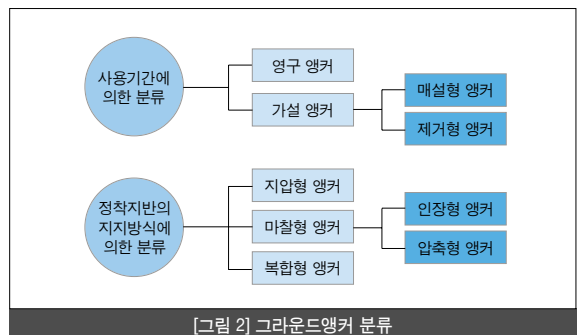 사용기간에
의한 분류
영구 앵커
가설 앵커
매설형 앵커
제거형 앵커
정착지반의
지지방식에
의한 분류
지압형 앵커
마찰형 앵커
복합형 앵커
인장형 앵커
압축형 앵커
[그림 2] 그라운드앵커 분류